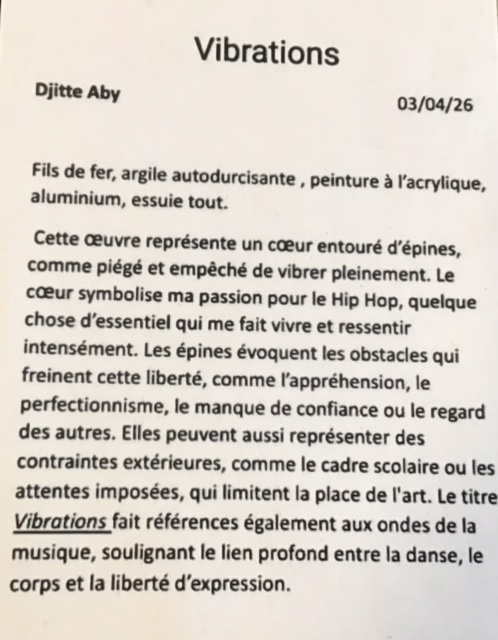 Vibrations
Djitte Aby
03/04/26
Fils de fer, argile autodurcisante , peinture à l'acrylique,
aluminium, essuie tout.
Cette œuvre représente un cœur entouré d'épines,
comme piégé et empêché de vibrer pleinement. Le
cœur symbolise ma passion pour le Hip Hop, quelque
chose d'essentiel qui me fait vivre et ressentir
intensément. Les épines évoquent les obstacles qui
freinent cette liberté, comme l'appréhension, le
perfectionnisme, le manque de confiance ou le regard
des autres. Elles peuvent aussi représenter des
contraintes extérieures, comme le cadre scolaire ou les
attentes imposées, qui limitent la place de l'art. Le titre
Vibrations fait références également aux ondes de la
musique, soulignant le lien profond entre la danse, le
corps et la liberté d'expression.